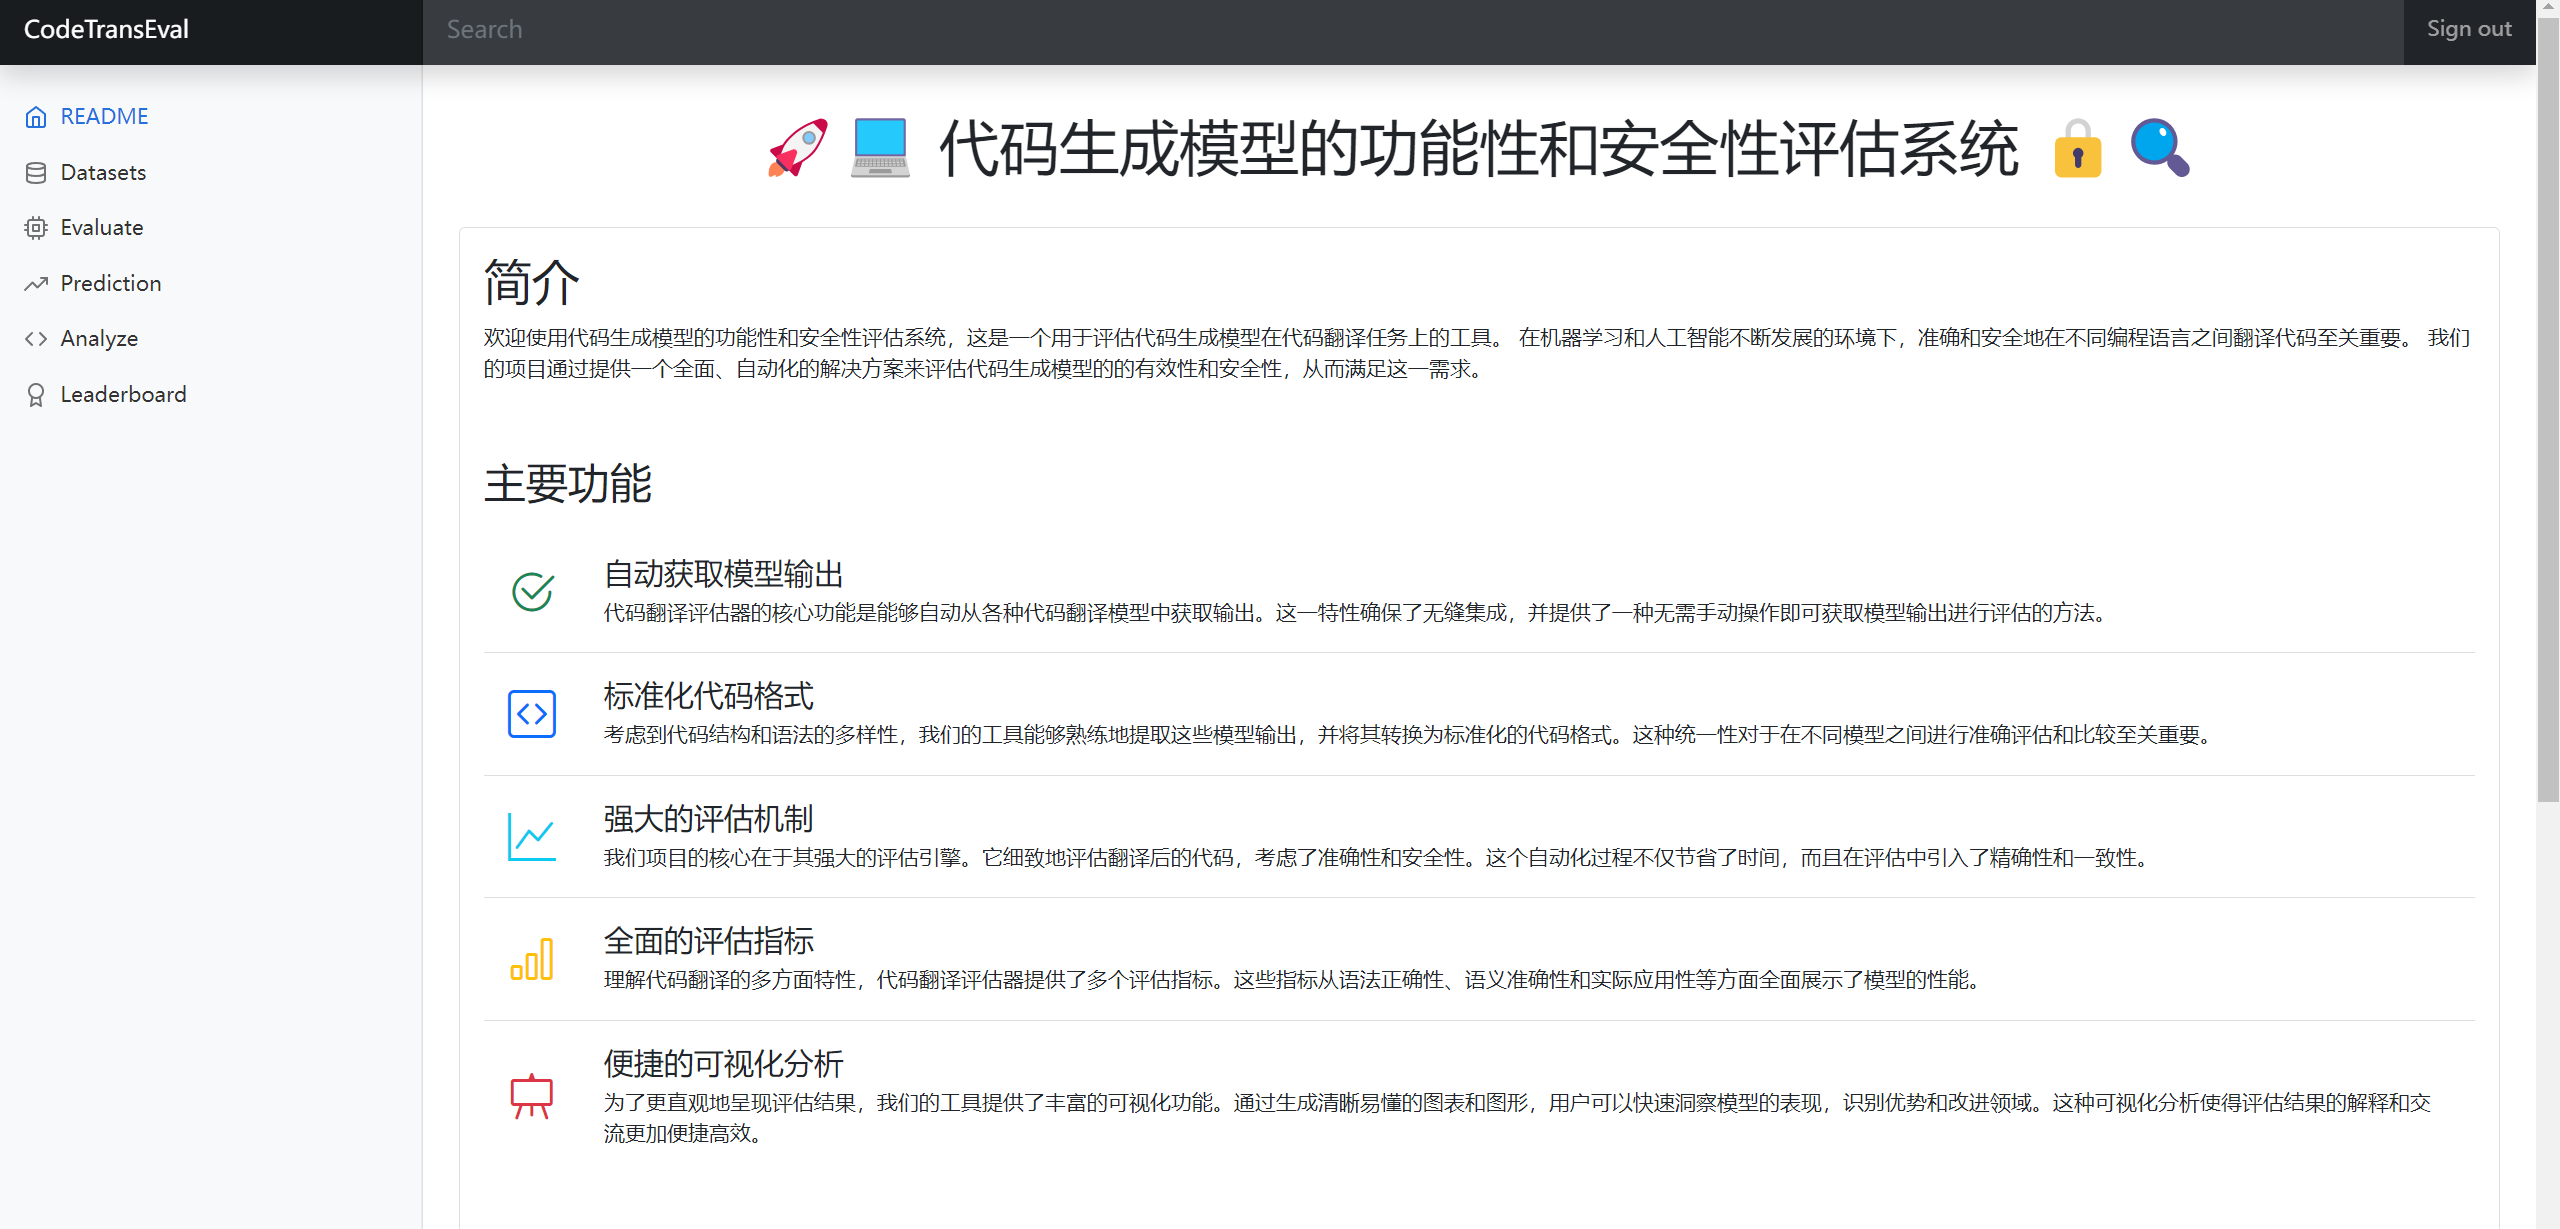 CodeTransEval
Search
Sign out
README
Datasets
Evaluate
Prediction
Analyze
Leaderboard
代码生成模型的功能性和安全性评估系统
简介
欢迎使用代码生成模型的功能性和安全性评估系统，这是一个用于评估代码生成模型在代码翻译任务上的工具。 在机器学习和人工智能不断发展的环境下，准确和安全地在不同编程语言之间翻译代码至关重要。 我们
的项目通过提供一个全面、自动化的解决方案来评估代码生成模型的的有效性和安全性，从而满足这一需求。
主要功能
自动获取模型输出
代码翻译评估器的核心功能是能够自动从各种代码翻译模型中获取输出。这一特性确保了无缝集成，并提供了一种无需手动操作即可获取模型输出进行评估的方法。
标准化代码格式
考虑到代码结构和语法的多样性，我们的工具能够熟练地提取这些模型输出，并将其转换为标准化的代码格式。这种统一性对于在不同模型之间进行准确评估和比较至关重要。
强大的评估机制
我们项目的核心在于其强大的评估引擎。它细致地评估翻译后的代码，考虑了准确性和安全性。这个自动化过程不仅节省了时间，而且在评估中引入了精确性和一致性。
全面的评估指标
理解代码翻译的多方面特性，代码翻译评估器提供了多个评估指标。这些指标从语法正确性、语义准确性和实际应用性等方面全面展示了模型的性能。
便捷的可视化分析
为了更直观地呈现评估结果，我们的工具提供了丰富的可视化功能。通过生成清晰易懂的图表和图形，用户可以快速洞察模型的表现，识别优势和改进领域。这种可视化分析使得评估结果的解释和交
流更加便捷高效。